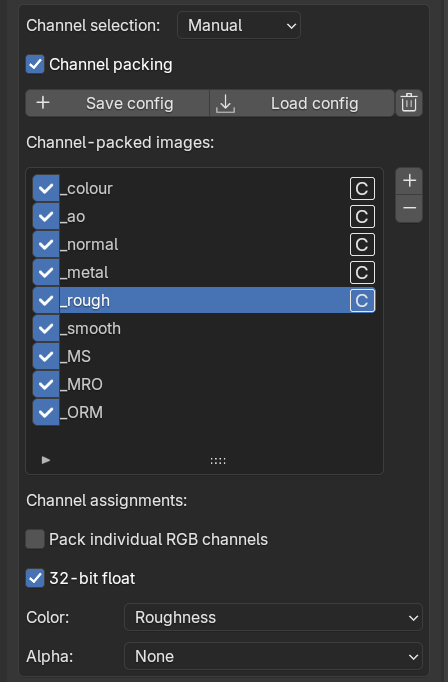 Channel selection: Manual
Channel packing
+ Save config Load config
Channel-packed images:
_colour C
_ao C
_normal C
_metal C
_rough C
_smooth
_MS
_MRO
_ORM
Channel assignments:
Pack individual RGB channels
32-bit float
Color: Roughness
Alpha: None